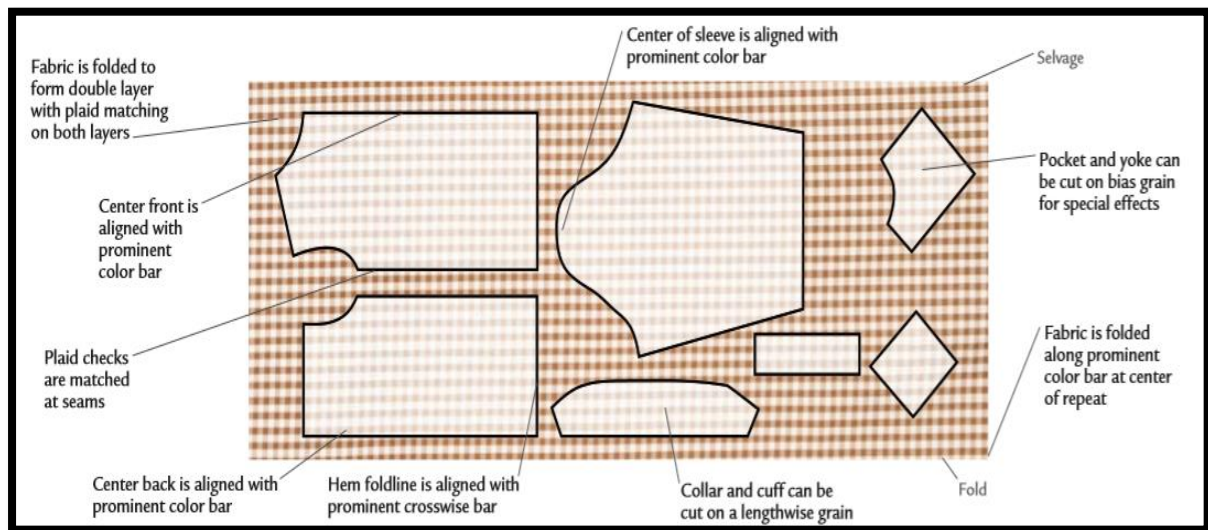 Fabric is folded to
form double layer
with plaid matching
on both layers
Center of sleeve is aligned with
prominent color bar
Selvage
Pocket and yoke can
be cut on bias grain
for special effects
Center front is
aligned with
prominent
color bar
Plaid checks
are matched
at seams
Fabric is folded
along prominent
color bar at center
of repeat
Center back is aligned with
prominent color bar
Hem foldline is aligned with
prominent crosswise bar
Collar and cuff can be
cut on a lengthwise grain
Fold